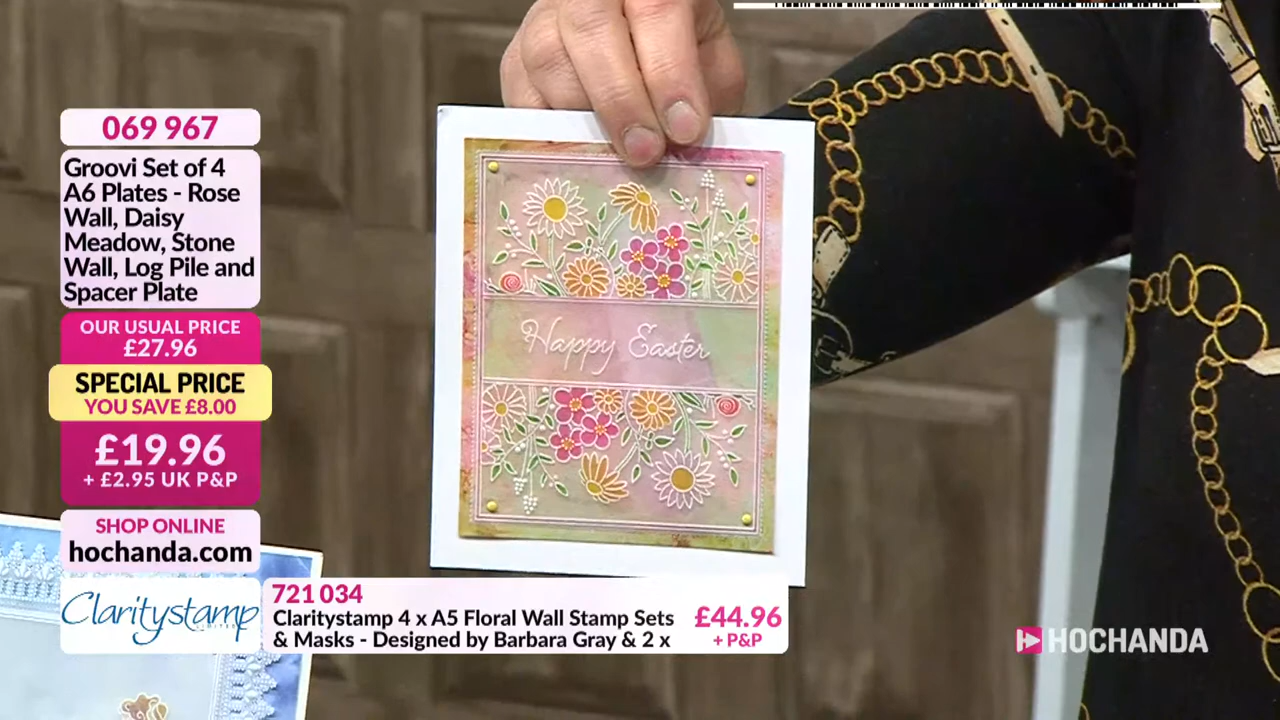 069 967
Groovi Set of 4
A6 Plates - Rose
Wall, Daisy
Meadow, Stone
Wall, Log Pile and
Spacer Plate
OUR USUAL PRICE
£27.96
SPECIAL PRICE
YOU SAVE £8.00
£19.96
+ £2.95 UK P&P
SHOP ONLINE
hochanda.com
Happy Easter
Claritystamp
LIMITED
721 034
Claritystamp 4 x A5 Floral Wall Stamp Sets
& Masks - Designed by Barbara Gray & 2 x
£44.96
+ P&P
HOCHANDA